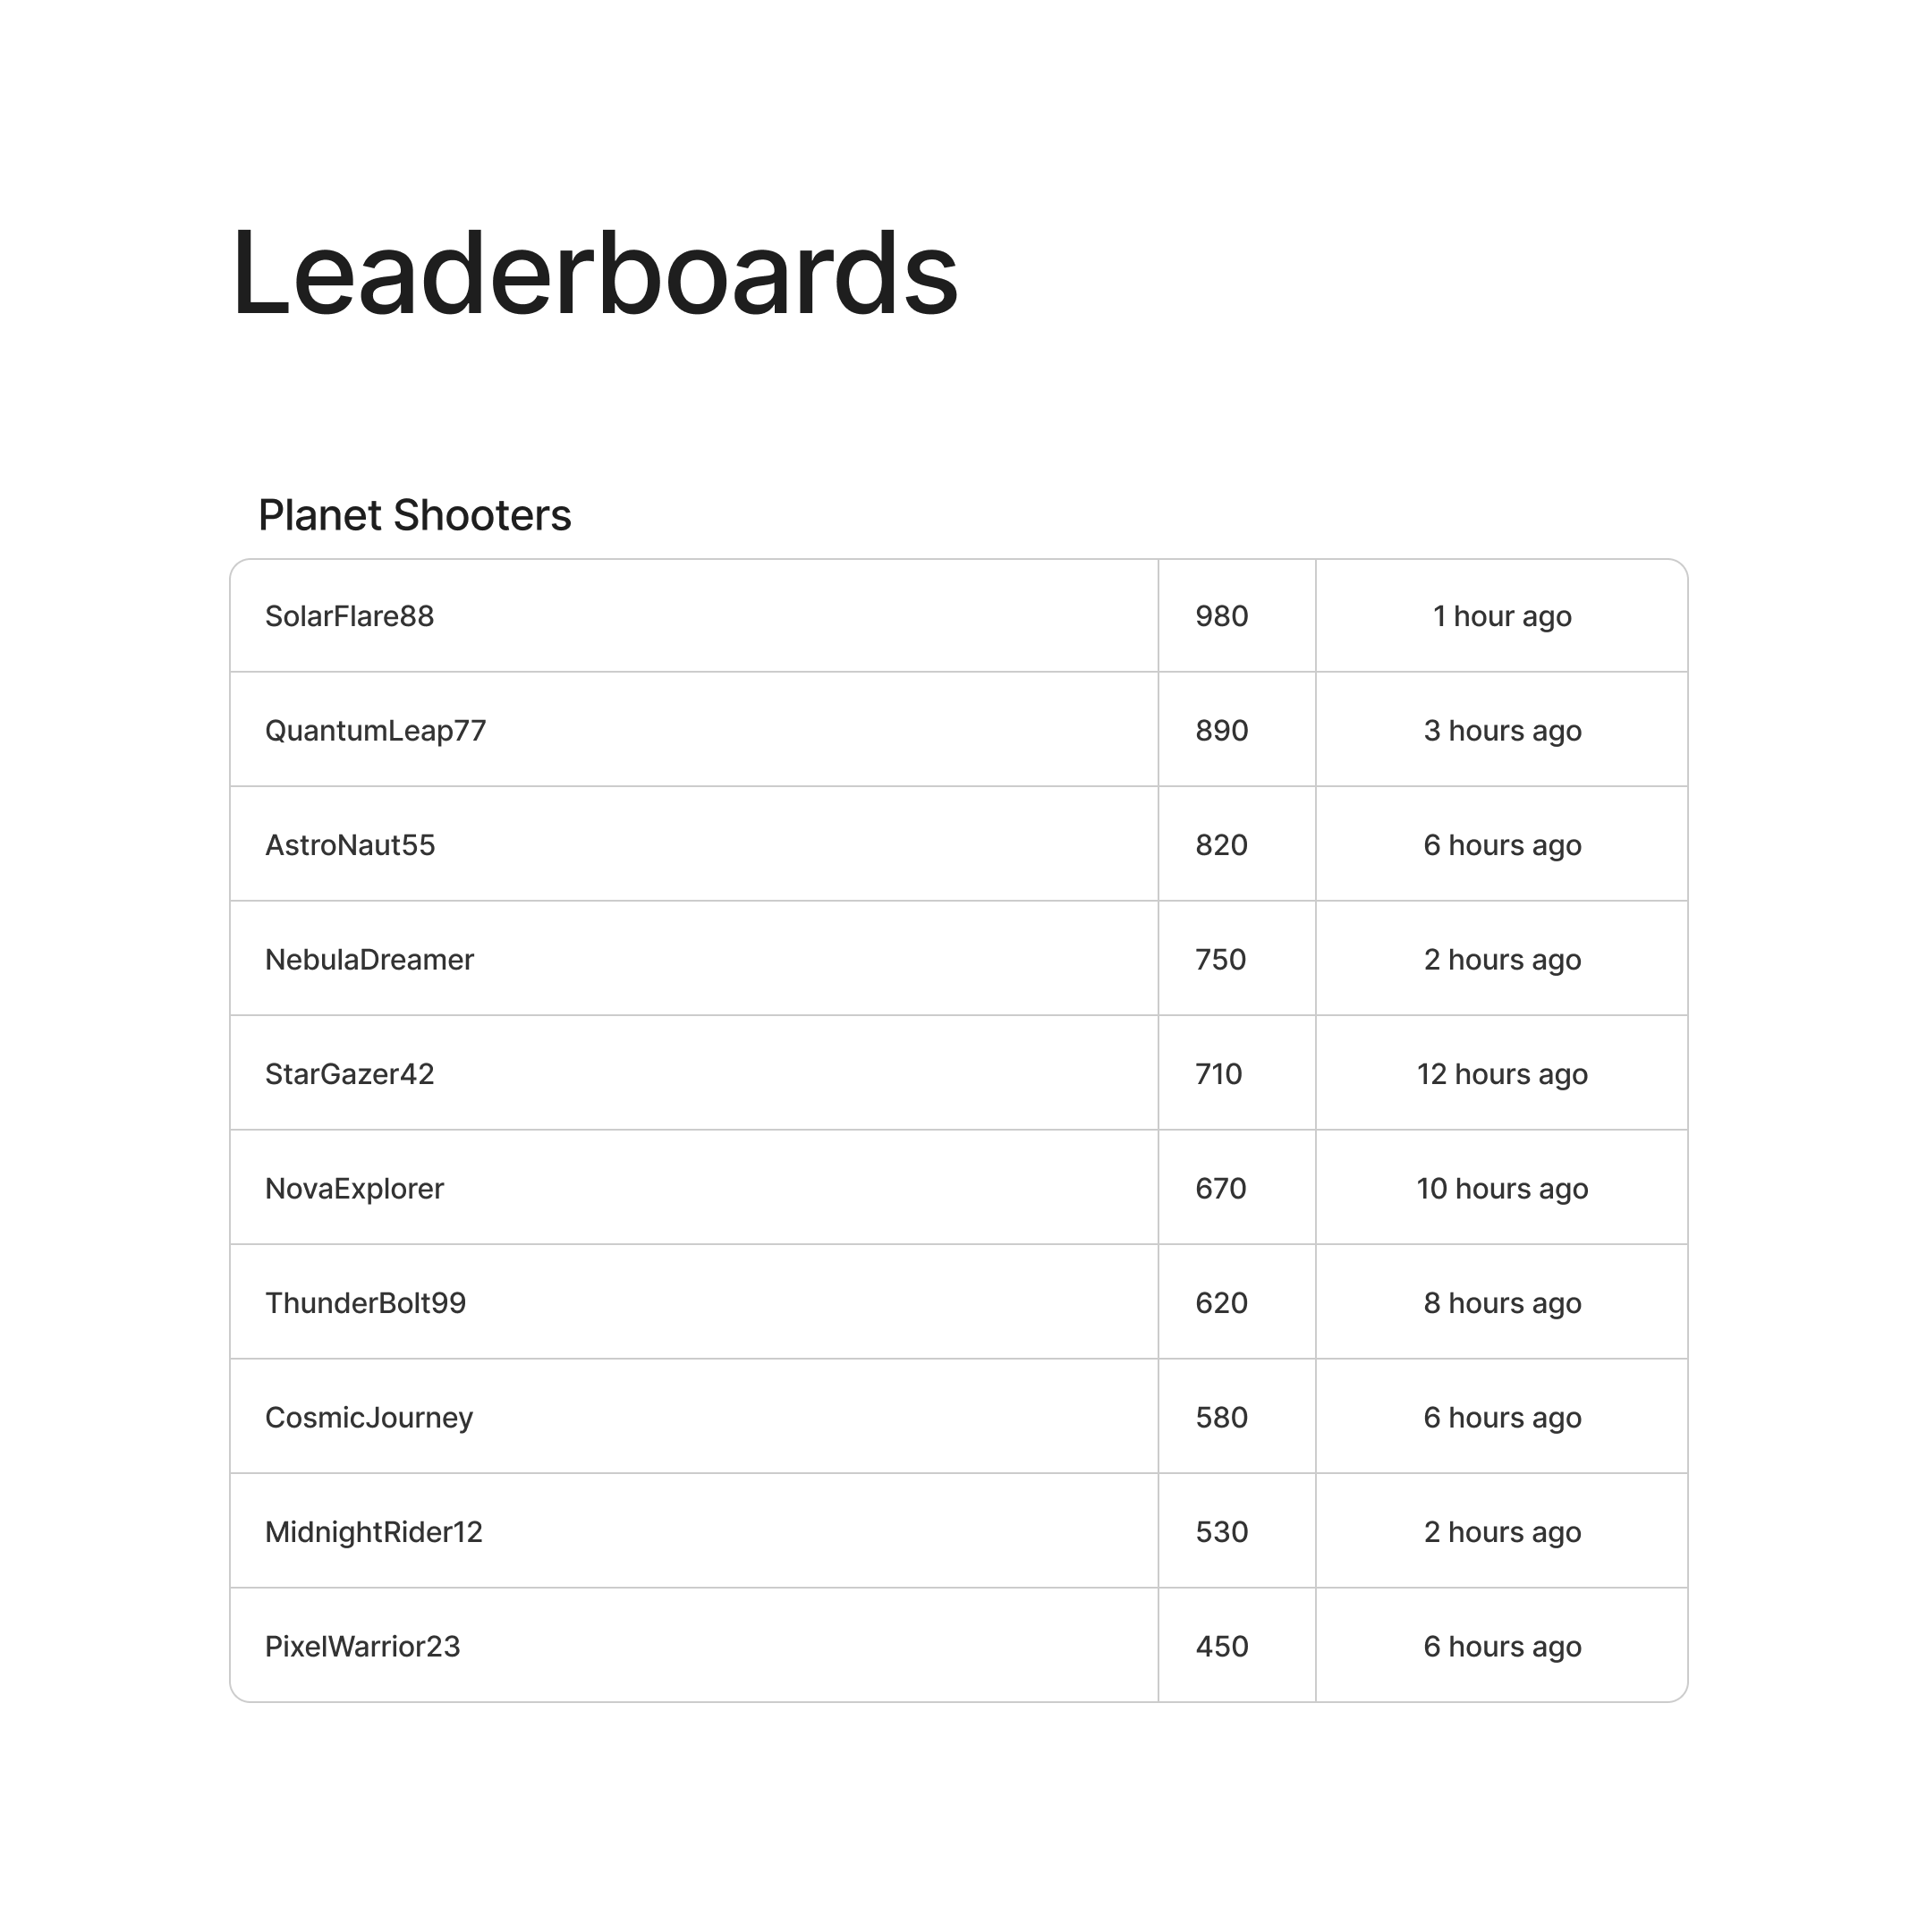 Leaderboards
Planet Shooters
SolarFlare88 980 1 hour ago
QuantumLeap77 890 3 hours ago
AstroNaut55 820 6 hours ago
NebulaDreamer 750 2 hours ago
StarGazer42 710 12 hours ago
NovaExplorer 670 10 hours ago
ThunderBolt99 620 8 hours ago
CosmicJourney 580 6 hours ago
MidnightRider12 530 2 hours ago
PixelWarrior23 450 6 hours ago